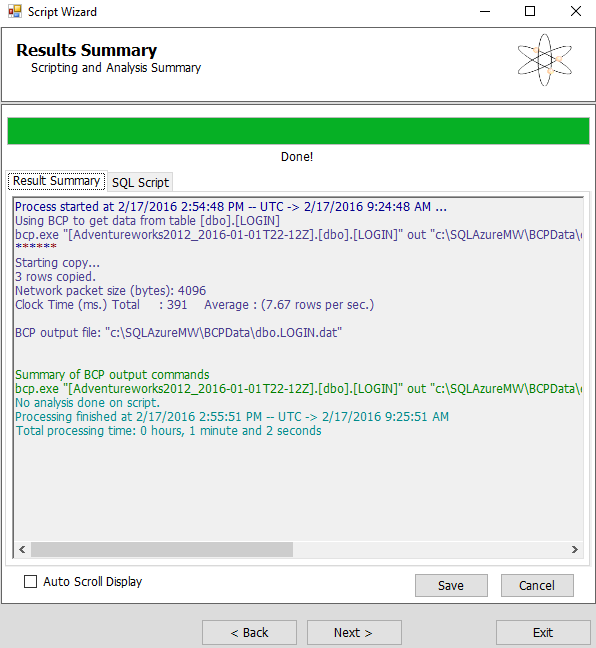 Script Wizard
Results Summary
Scripting and Analysis Summary
Done!
Result Summary
SQL Script
Process started at 2/17/2016 2:54:48 PM -- UTC -> 2/17/2016 9:24:48 AM ...
Using BCP to get data from table [dbo].[LOGIN]
bcp.exe "[Adventureworks2012_2016-01-01T22-12Z].[dbo].[LOGIN]" out "c:\SQLAzureMW\BCPData\
******
Starting copy...
3 rows copied.
Network packet size (bytes): 4096
Clock Time (ms.) Total : 391 Average : (7.67 rows per sec.)
BCP output file: "c:\SQLAzureMW\BCPData\dbo.LOGIN.dat"
Summary of BCP output commands
bcp.exe "[Adventureworks2012_2016-01-01T22-12Z].[dbo].[LOGIN]" out "c:\SQLAzureMW\BCPData\
No analysis done on script.
Processing finished at 2/17/2016 2:55:51 PM -- UTC -> 2/17/2016 9:25:51 AM
Total processing time: 0 hours, 1 minute and 2 seconds
Auto Scroll Display
Save
Cancel
< Back
Next >
Exit